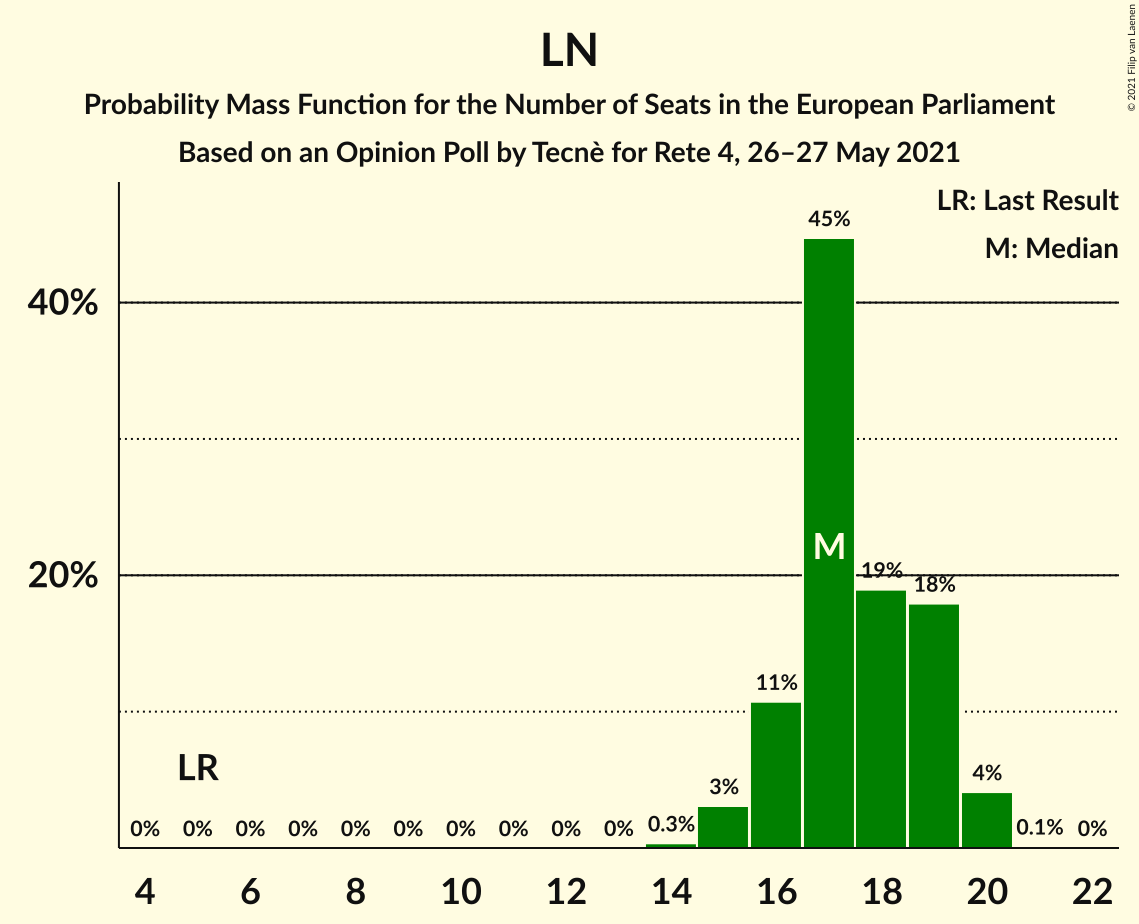 LN
Probability Mass Function for the Number of Seats in the European Parliament
Based on an Opinion Poll by Tecnè for Rete 4, 26–27 May 2021
© 2021 Filip van Laenen
LR: Last Result
M: Median
40%
20%
45%
M
19%
18%
11%
LR
3%
4%
0% 0% 0% 0% 0% 0% 0% 0% 0% 0% 0.3% 0.1% 0%
4 6 8 10 12 14 16 18 20 22